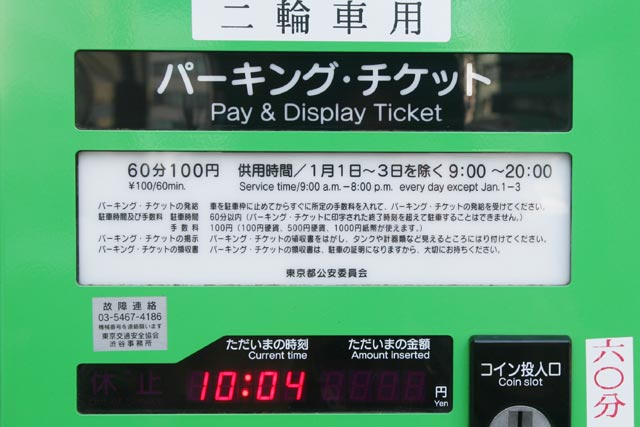 二輪車用
パーキング・チケット
Pay & Display Ticket
60分100円 供用時間／1月1日〜3日を除く 9:00 〜20:00
¥100/60min. Service time/9:00 a.m.–8:00 p.m. every day except Jan.1–3
パーキング・チケットの発給 車を駐車枠に止めてからすぐに所定の手数料を入れて、パーキング・チケットの発給を受けてください。
駐車時間及び手数料 駐車時間 60分以内（パーキング・チケットに印字された終了時刻を超えて駐車することはできません。）
手 数 料 100円（100円硬貨、500円硬貨、1000円紙幣が使えます。）
パーキング・チケットの掲示 パーキング・チケットの領収書をはがし、タンクや計器類など見えるところにはり付けてください。
パーキング・チケットの領収書 パーキング・チケットの領収書は、駐車の証明になりますから、大切にお持ちください。
東京都公安委員会
故障連絡
03-5467-4186
機械番号を連絡願います
東京交通安全協会
渋谷事務所
ただいまの時刻 ただいまの金額
Current time Amount inserted
休止 10:04 円
Yen
コイン投入口
Coin slot
六〇分